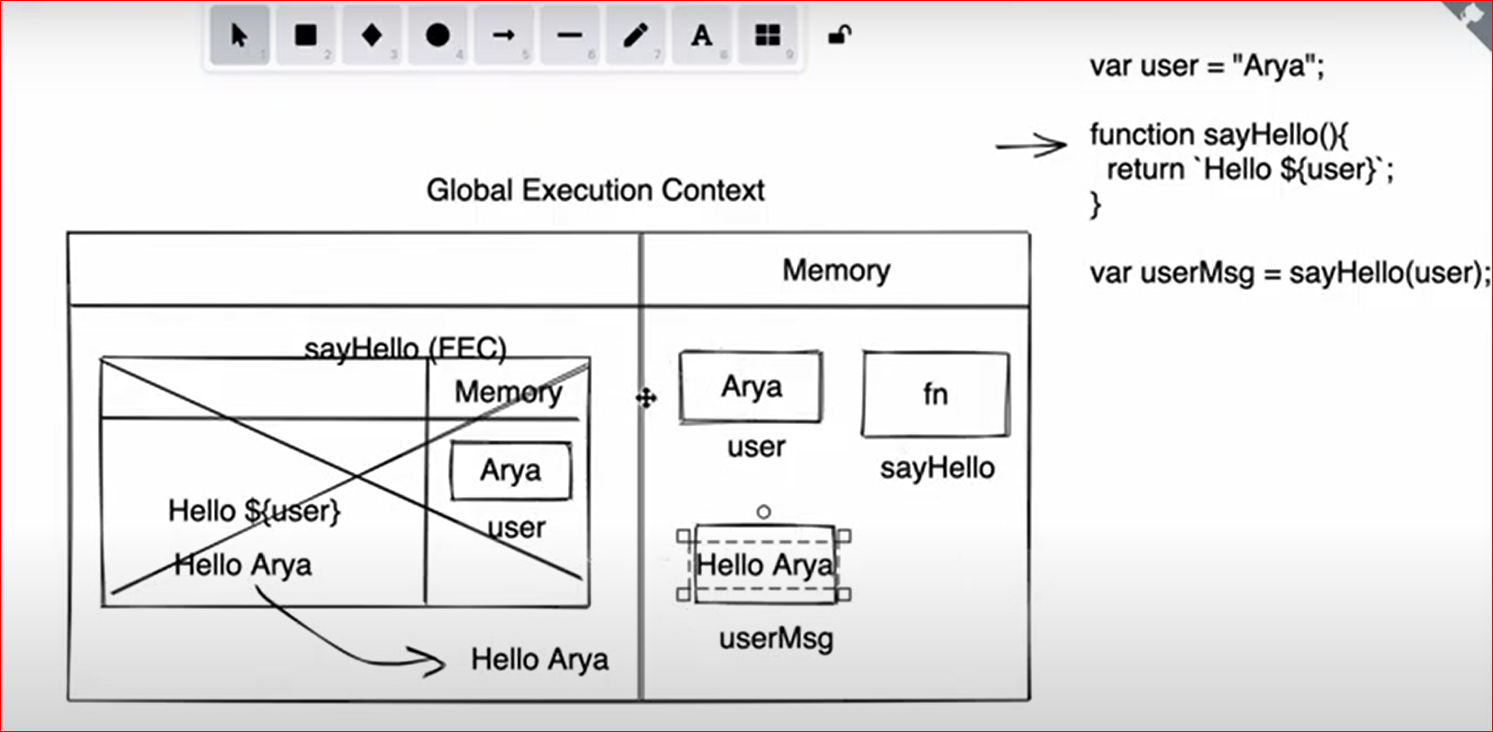 1 2 3 4 5 6 7 A 8 9
var user = "Arya";
function sayHello(){
return `Hello ${user}`;
}
var userMsg = sayHello(user);
Global Execution Context
Memory
sayHello (FEC)
Memory
Arya
user
Hello ${user}
Hello Arya
Hello Arya
Arya
user
fn
sayHello
Hello Arya
userMsg